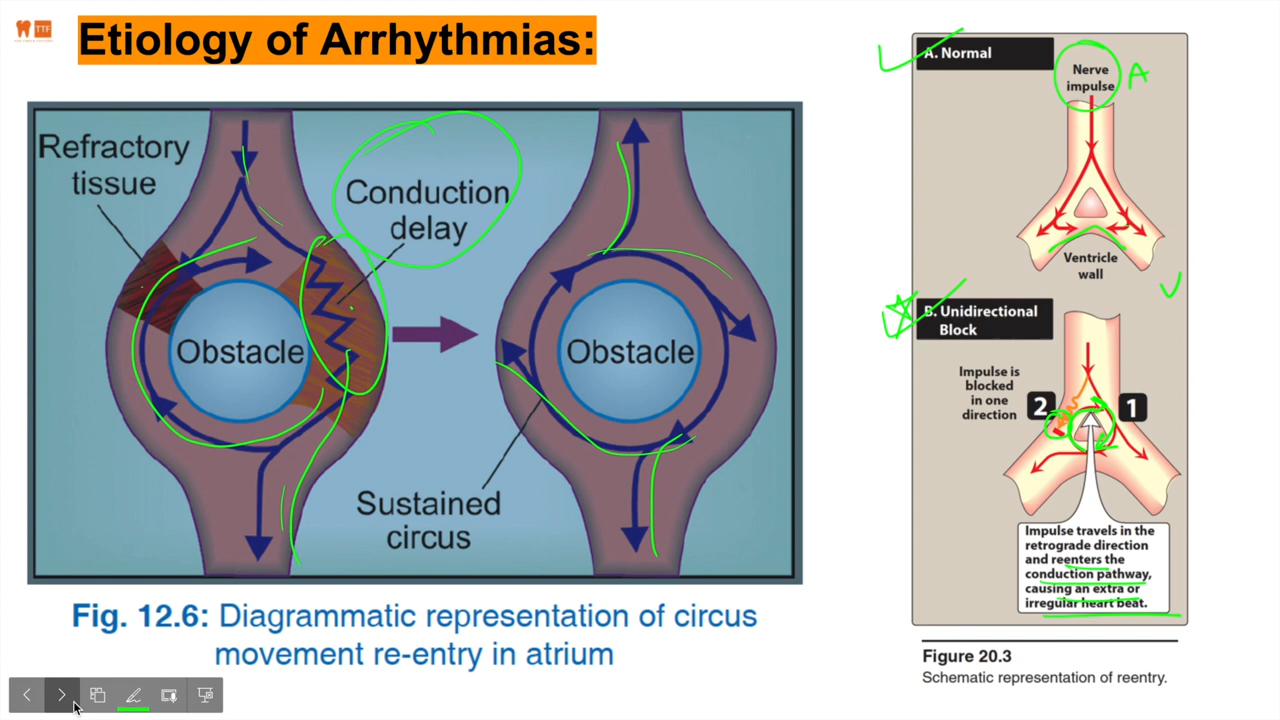 TTF
Etiology of Arrhythmias:
Refractory
tissue
Conduction
delay
Obstacle
Obstacle
Sustained
circus
Fig. 12.6: Diagrammatic representation of circus
movement re-entry in atrium
A. Normal
Nerve
impulse
A
Ventricle
wall
B. Unidirectional
Block
Impulse is
blocked
in one
direction
2
1
Impulse travels in the
retrograde direction
and reenters the
conduction pathway,
causing an extra or
irregular heart beat.
Figure 20.3
Schematic representation of reentry.